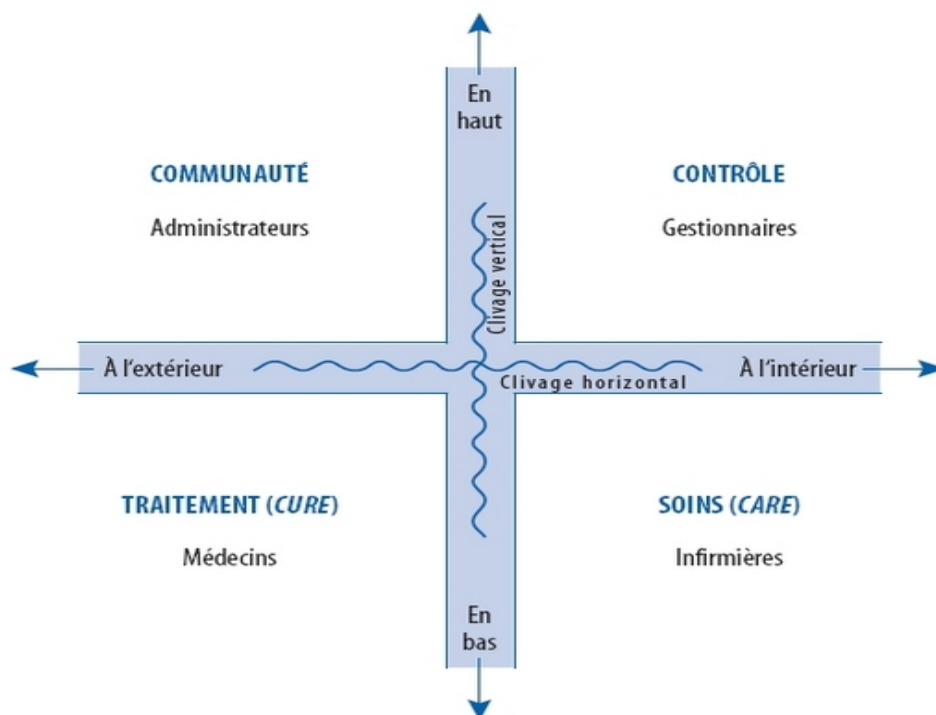 En
haut
COMMUNAUTÉ
Administrateurs
CONTRÔLE
Gestionnaires
Clivage vertical
À l'extérieur
Clivage horizontal
À l'intérieur
TRAITEMENT (CURE)
Médecins
SOINS (CARE)
Infirmières
En
bas